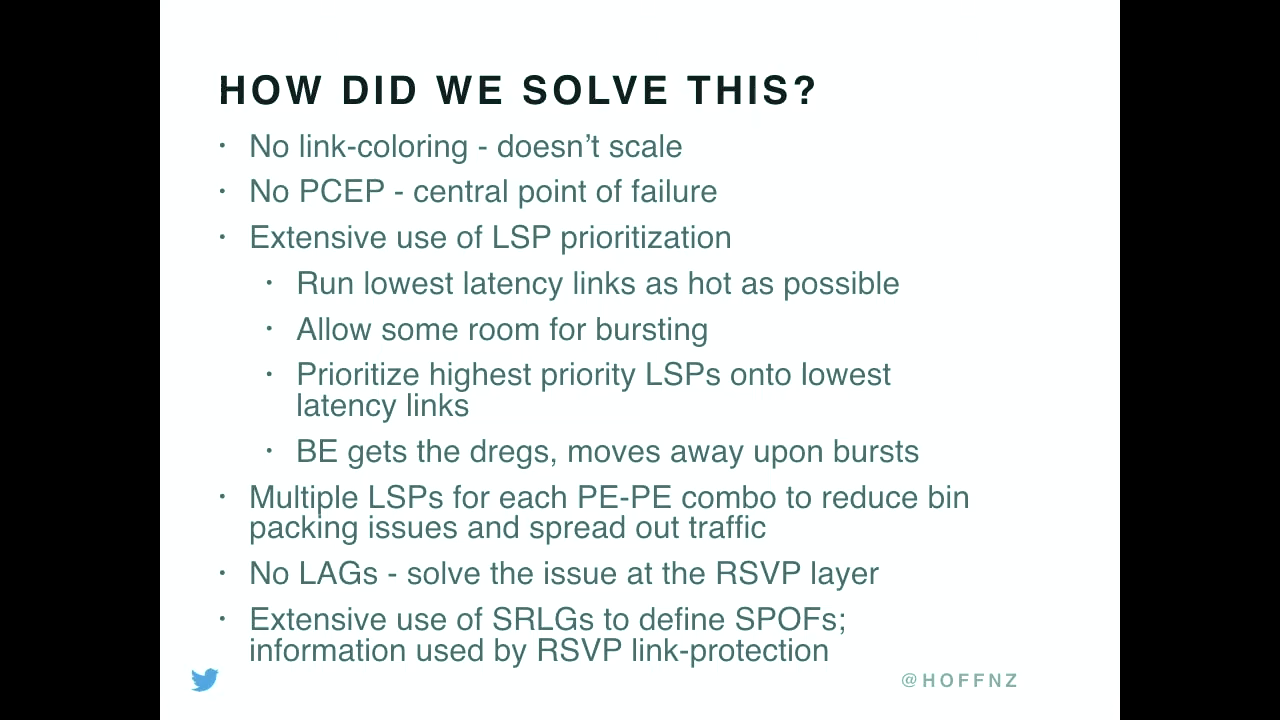 HOW DID WE SOLVE THIS?
· No link-coloring - doesn’t scale
· No PCEP - central point of failure
· Extensive use of LSP prioritization
· Run lowest latency links as hot as possible
· Allow some room for bursting
· Prioritize highest priority LSPs onto lowest
latency links
· BE gets the dregs, moves away upon bursts
· Multiple LSPs for each PE-PE combo to reduce bin
packing issues and spread out traffic
· No LAGs - solve the issue at the RSVP layer
· Extensive use of SRLGs to define SPOFs;
information used by RSVP link-protection
@HOFFNZ